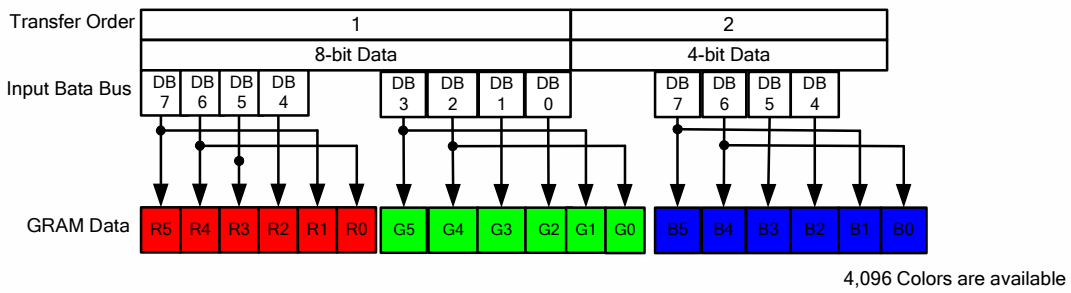 Transfer Order 1 2
8-bit Data 4-bit Data
Input Bata Bus DB 7 DB 6 DB 5 DB 4 DB 3 DB 2 DB 1 DB 0 DB 7 DB 6 DB 5 DB 4
GRAM Data R5 R4 R3 R2 R1 R0 G5 G4 G3 G2 G1 G0 B5 B4 B3 B2 B1 B0
4,096 Colors are available